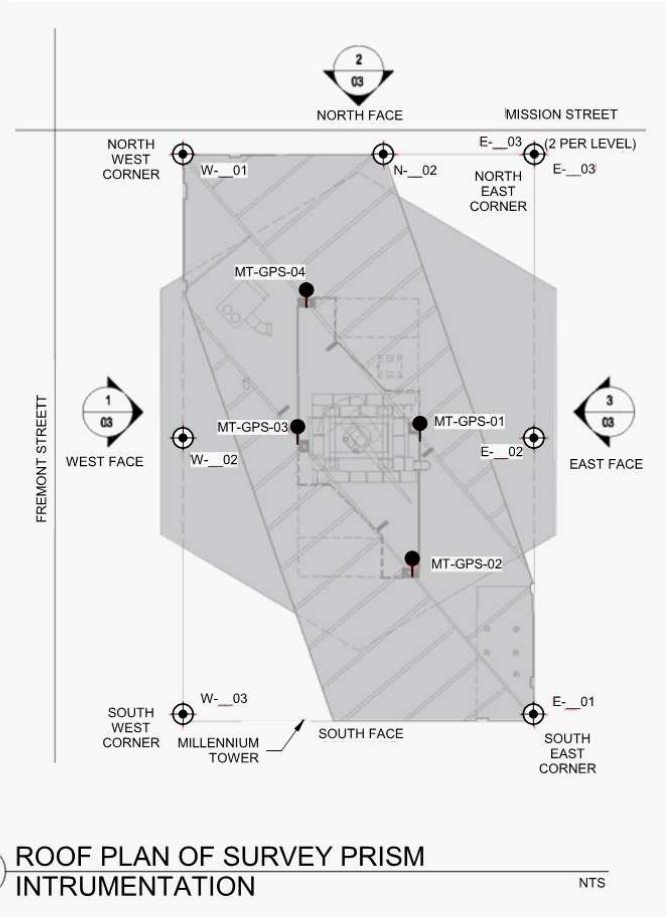 2
03
NORTH FACE
MISSION STREET
NORTH
WEST
CORNER
W-__01
N-__02
E-__03
(2 PER LEVEL)
E-__03
NORTH
EAST
CORNER
MT-GPS-04
1
03
WEST FACE
FREMONT STREETT
MT-GPS-03
MT-GPS-01
W-__02
E-__02
3
03
EAST FACE
MT-GPS-02
W-__03
SOUTH
WEST
CORNER
MILLENNIUM
TOWER
SOUTH FACE
E-__01
SOUTH
EAST
CORNER
ROOF PLAN OF SURVEY PRISM
INTRUMENTATION
NTS